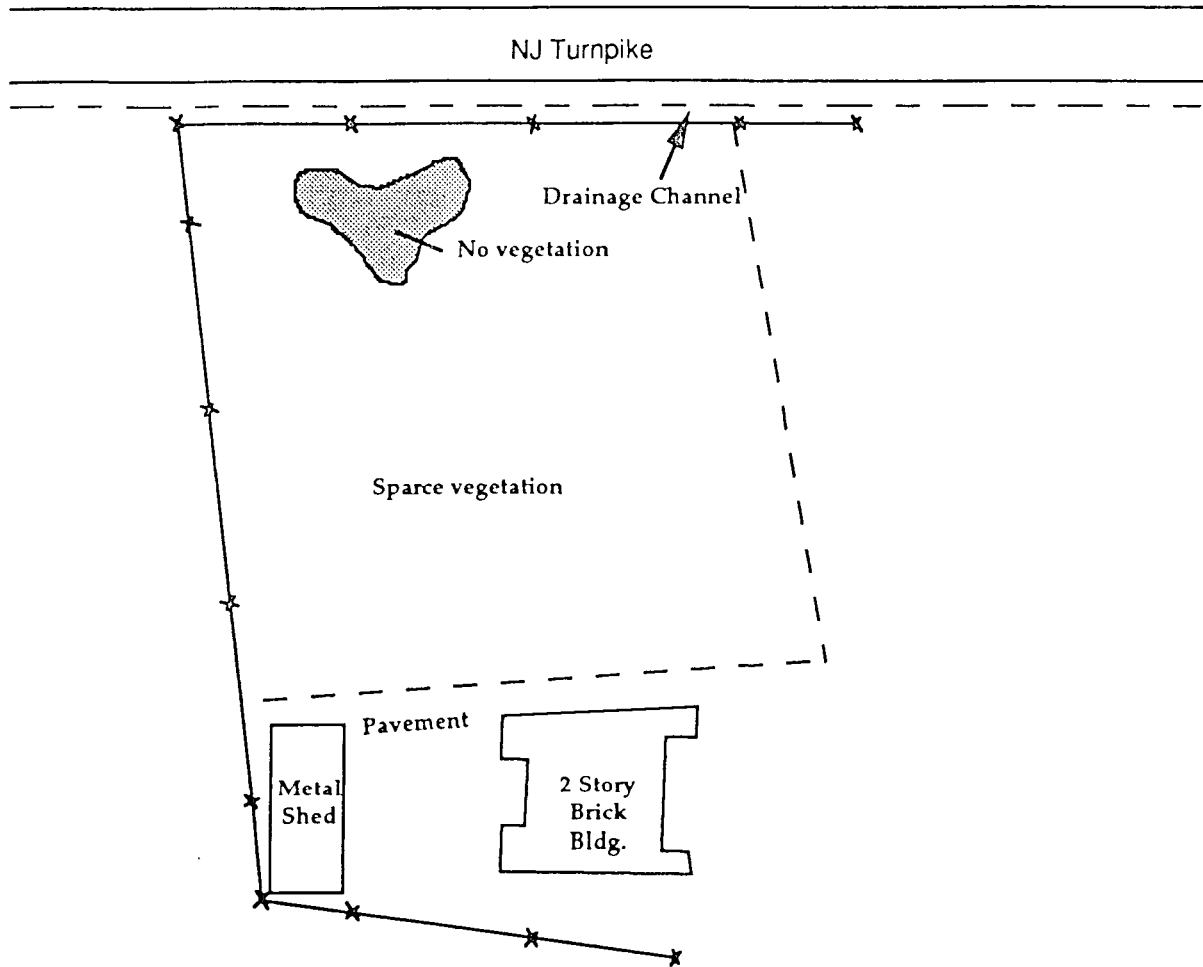 NJ Turnpike
Drainage Channel
No vegetation
Sparce vegetation
Pavement
Metal
Shed
2 Story
Brick
Bldg.